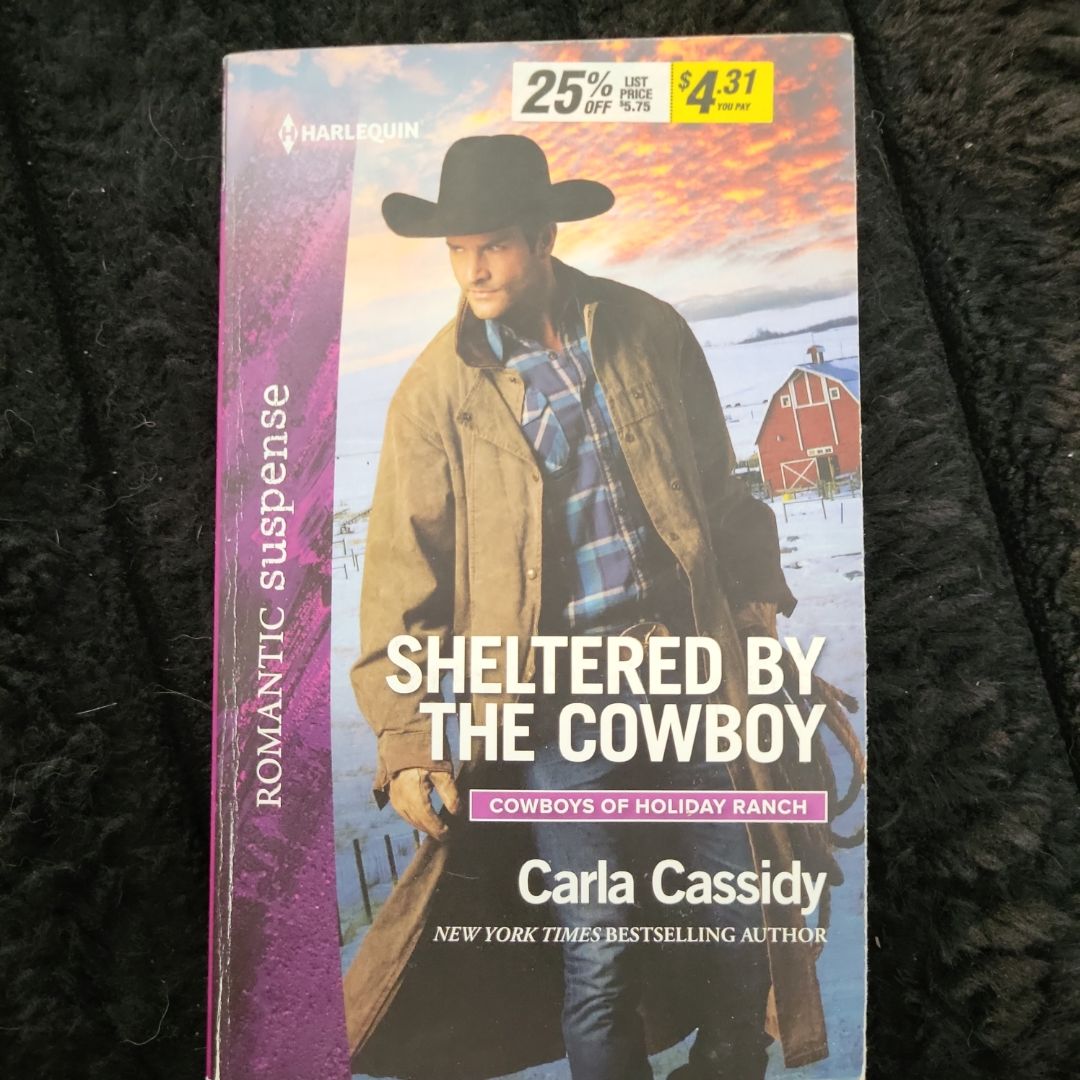 25% OFF
LIST PRICE $5.75
$4.31
YOU PAY
HARLEQUIN
ROMANTIC suspense
SHELTERED BY
THE COWBOY
COWBOYS OF HOLIDAY RANCH
Carla Cassidy
NEW YORK TIMES BESTSELLING AUTHOR